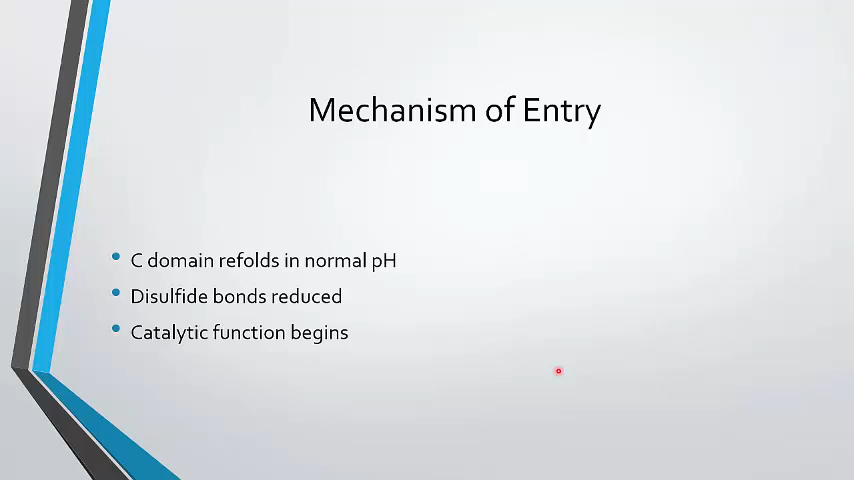 Mechanism of Entry
• C domain refolds in normal pH
• Disulfide bonds reduced
• Catalytic function begins